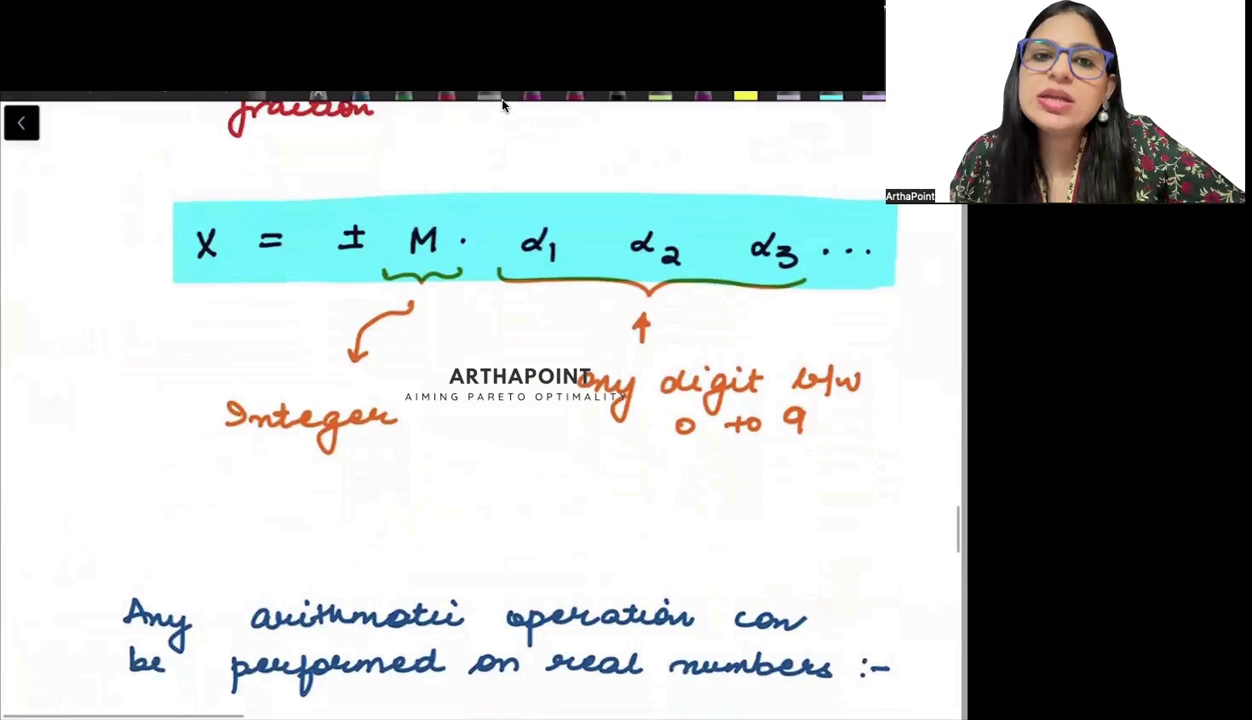 fraction
ArthaPoint
X = ± M . α1 α2 α3 ...
ARTHAPOINT
AIMING PARETO OPTIMALITY
Integer
any digit b/w
0 to 9
Any arithmatic operation can
be performed on real numbers :-